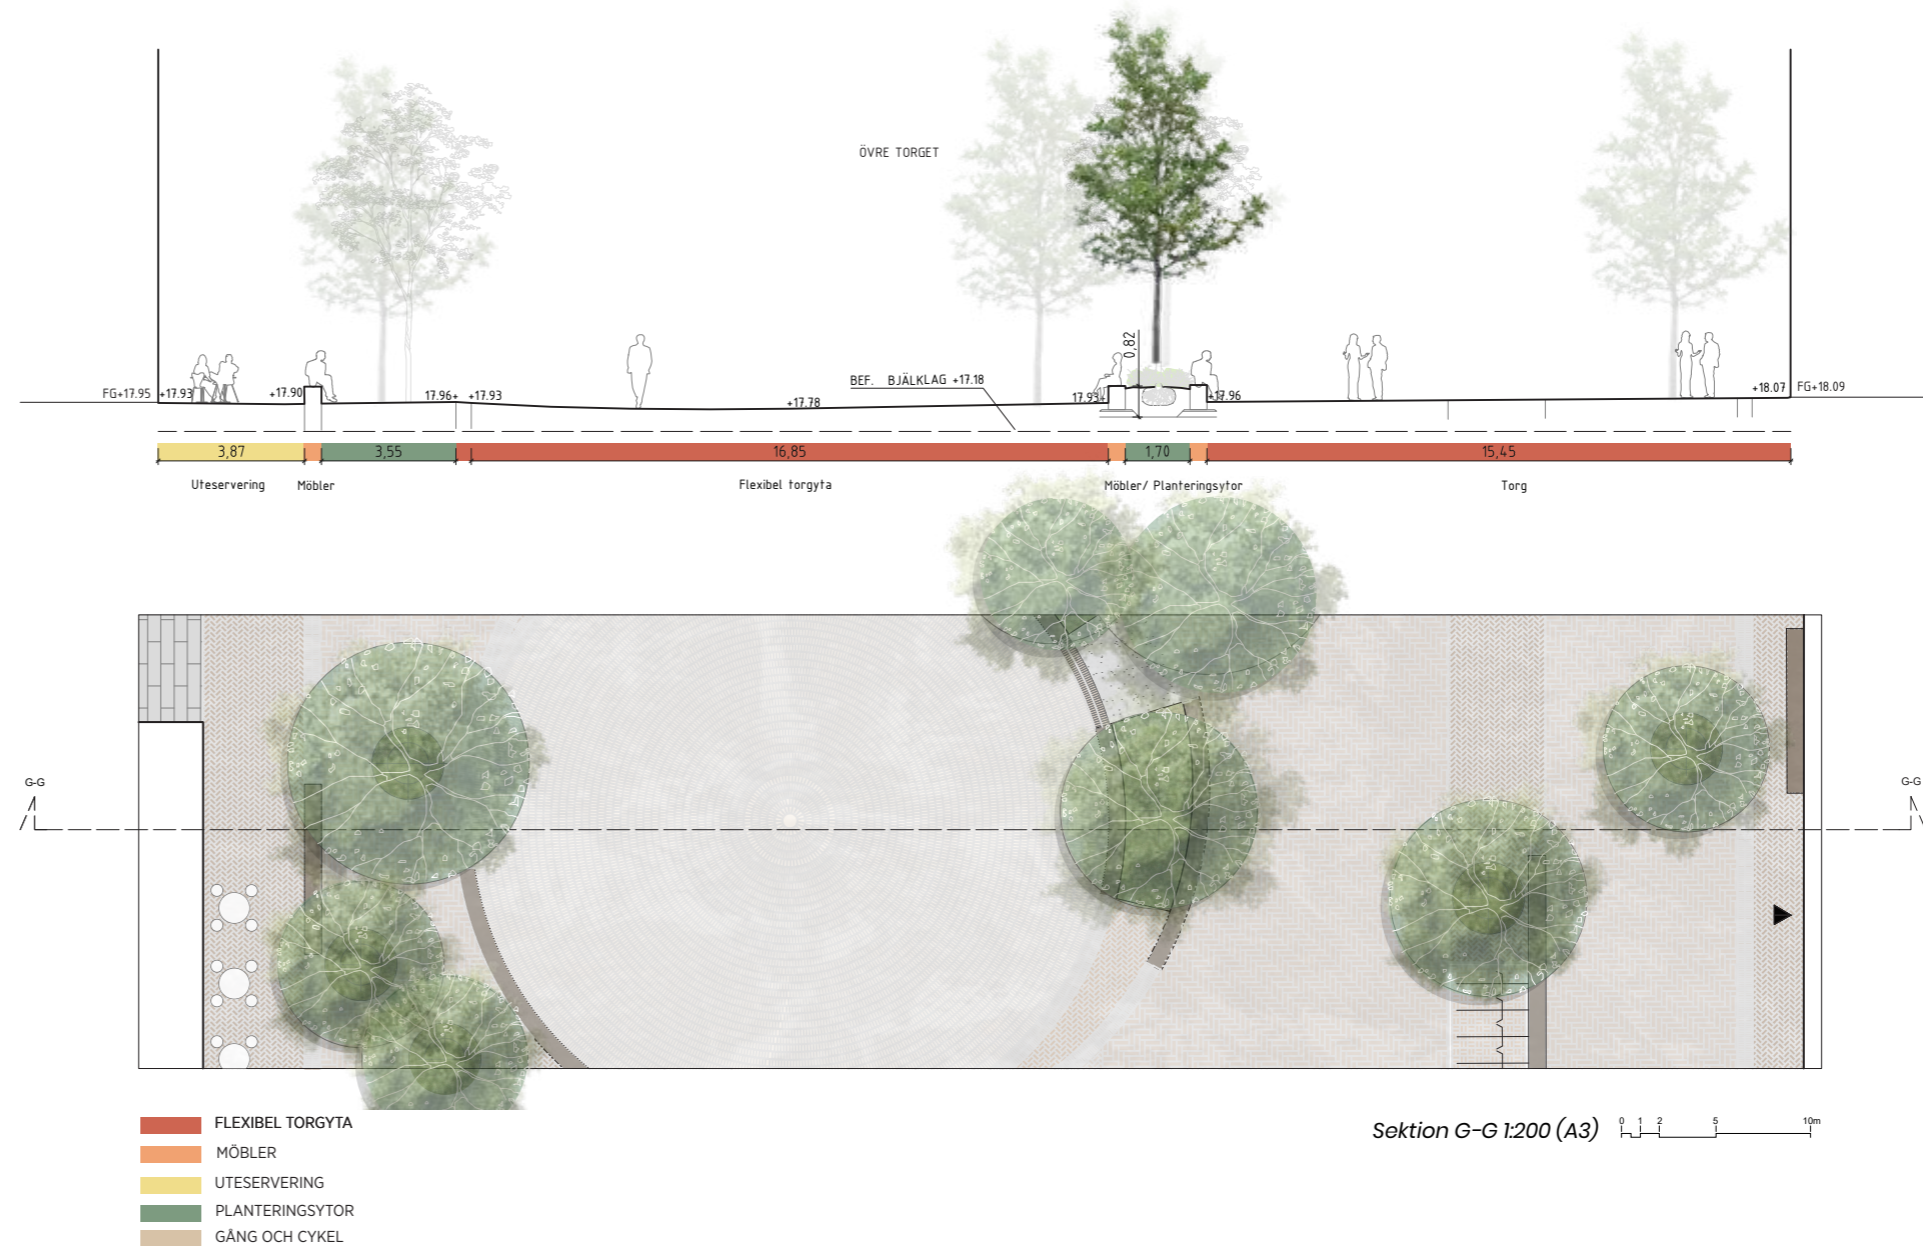 ÖVRE TORGET
0,82
BEF. BJÄLKLAG +17.18
FG+17.95 +17.93 +17.90 17.96+ +17.93 +17.78 17.93+ +17.96 +18.07 FG+18.09
3,87 3,55 16,85 1,70 15,45
Uteservering Möbler Flexibel torgyta Möbler/ Planteringsytor Torg
G-G G-G
FLEXIBEL TORGYTA
MÖBLER
UTESERVERING
PLANTERINGSYTOR
GÅNG OCH CYKEL
Sektion G-G 1:200 (A3)
0 1 2 5 10m